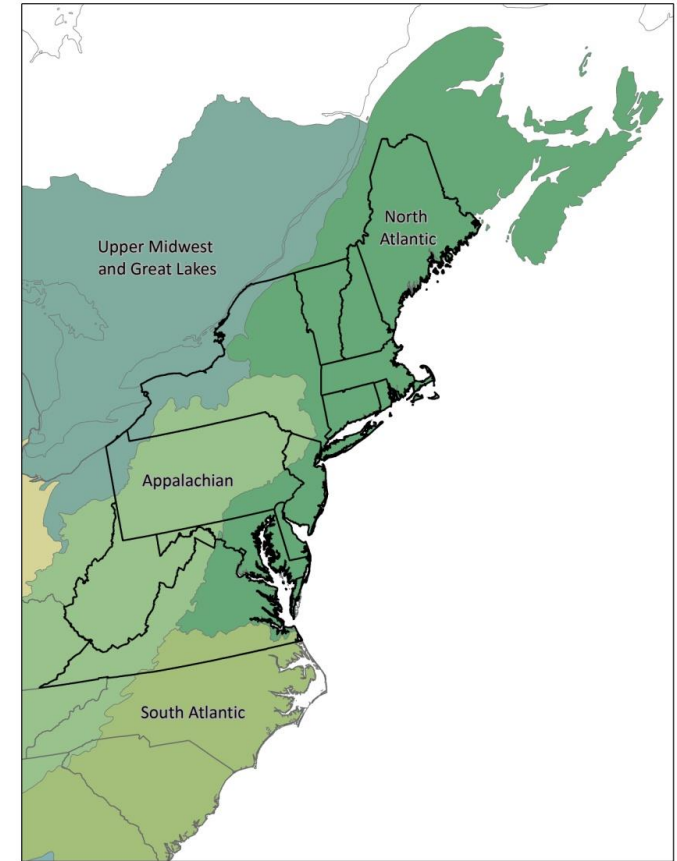 North
Atlantic
Upper Midwest
and Great Lakes
Appalachian
South Atlantic